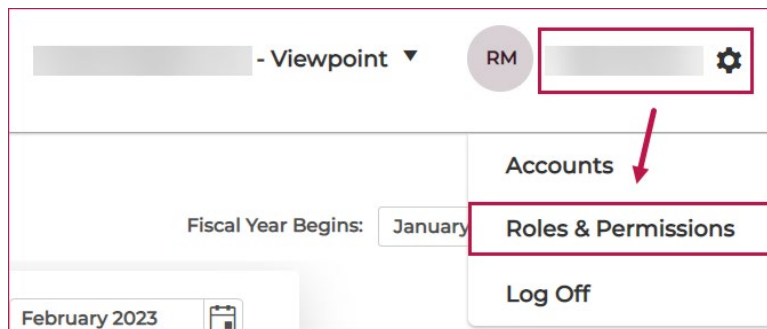 - Viewpoint
RM
Accounts
Fiscal Year Begins: January
Roles & Permissions
Log Off
February 2023